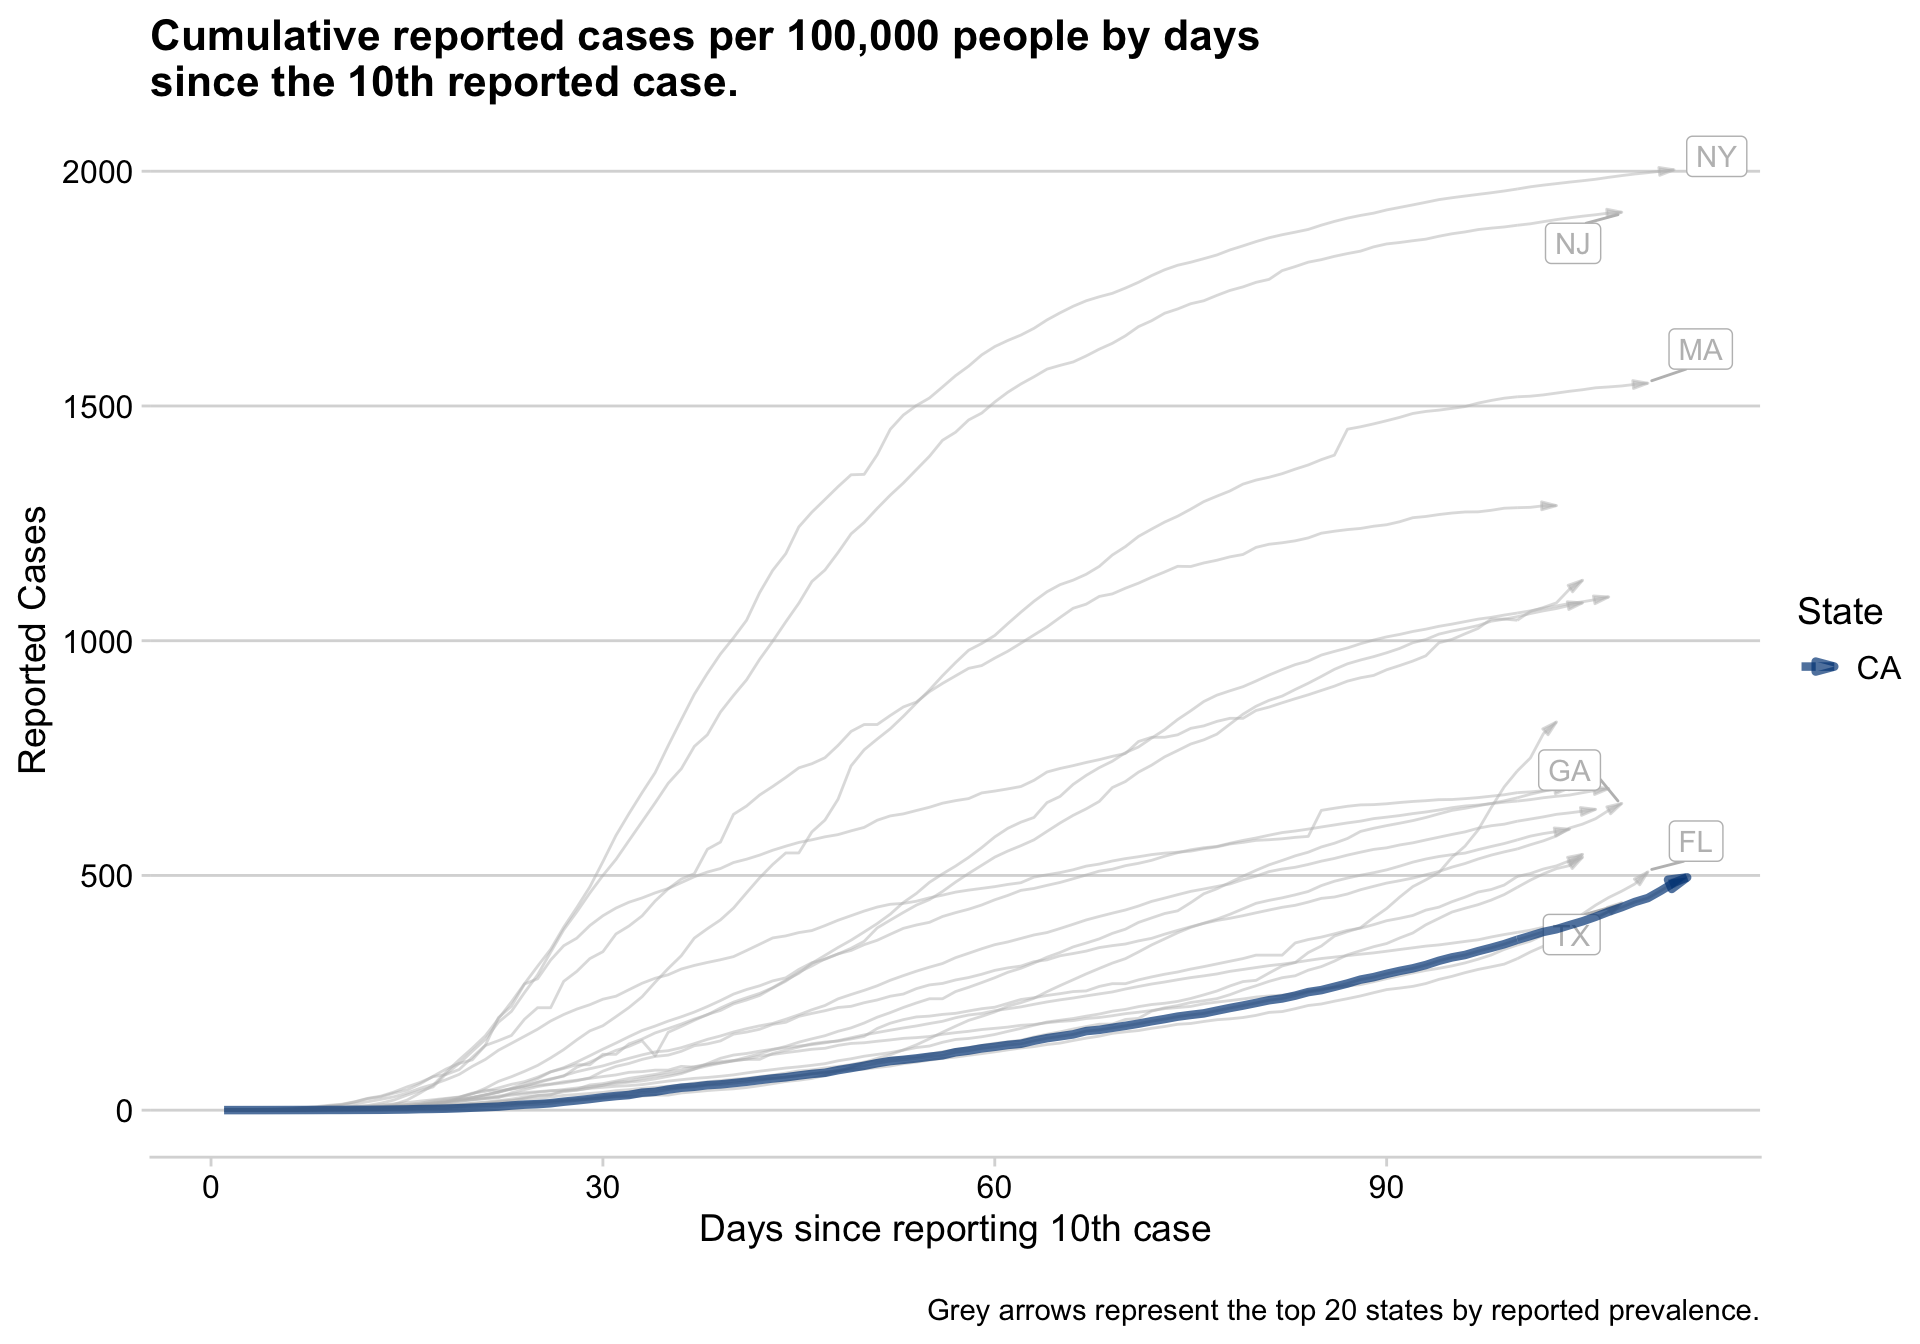 Cumulative reported cases per 100,000 people by days
since the 10th reported case.
2000
1500
1000
500
0
Reported Cases
NY
NJ
MA
GA
FL
TX
State
CA
0
30
60
90
Days since reporting 10th case
Grey arrows represent the top 20 states by reported prevalence.